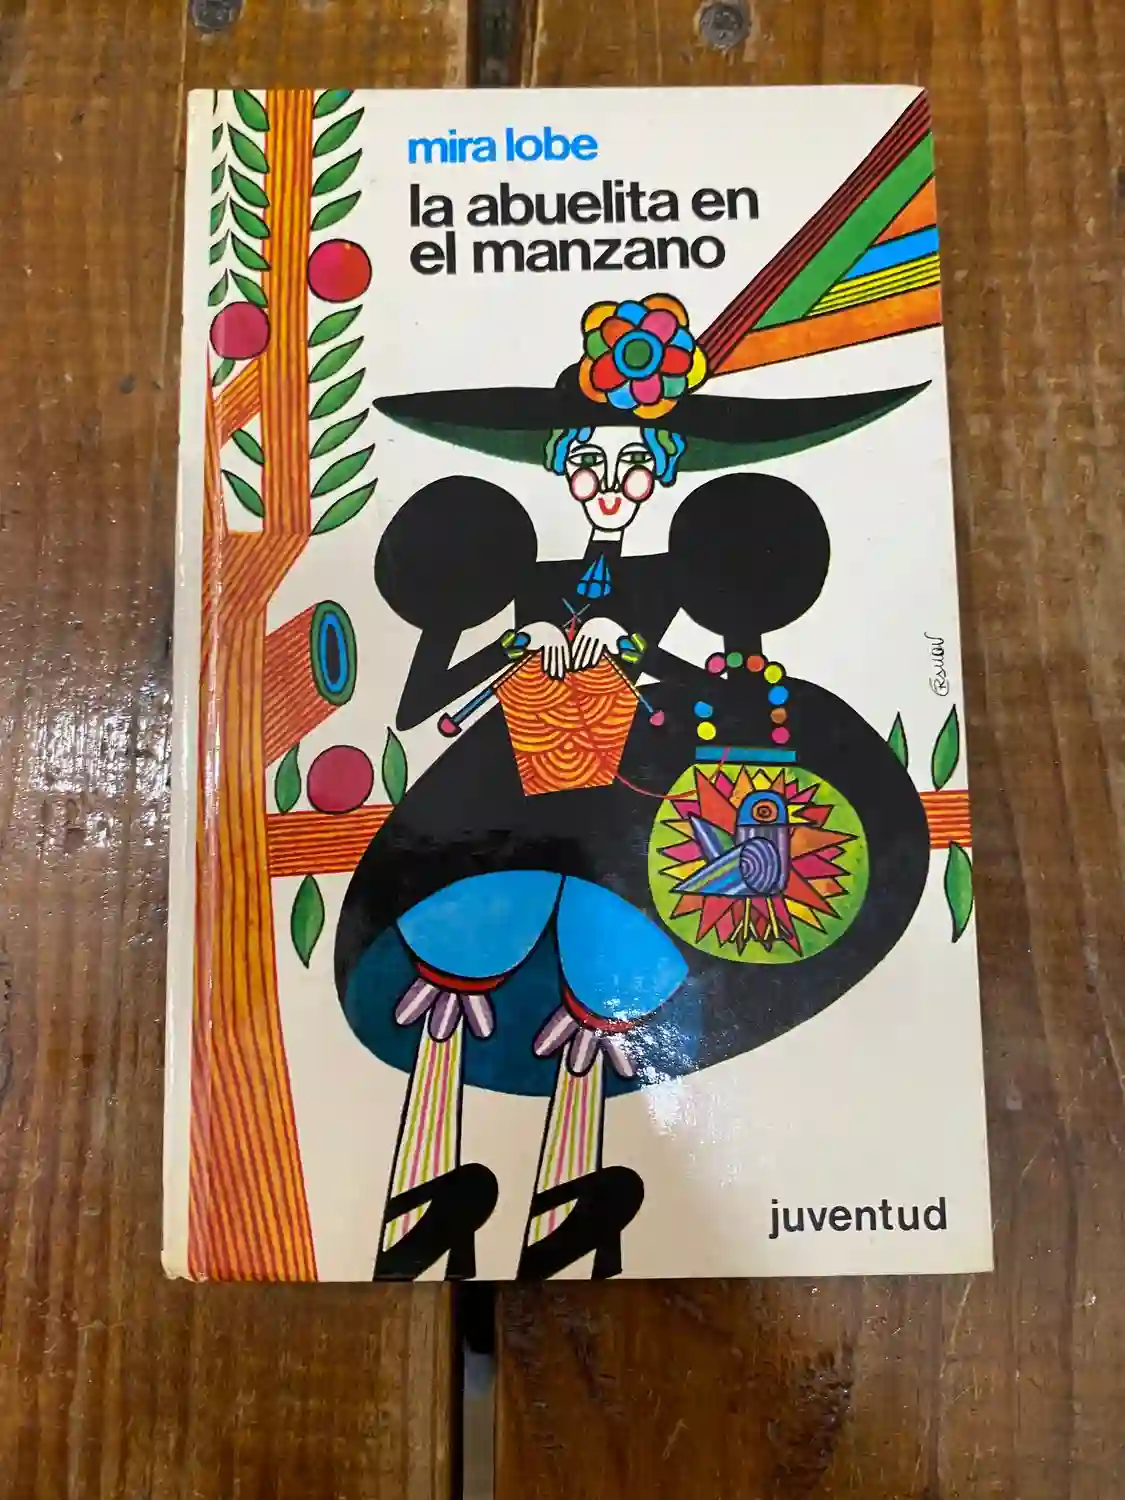 mira lobe
la abuelita en
el manzano
juventud